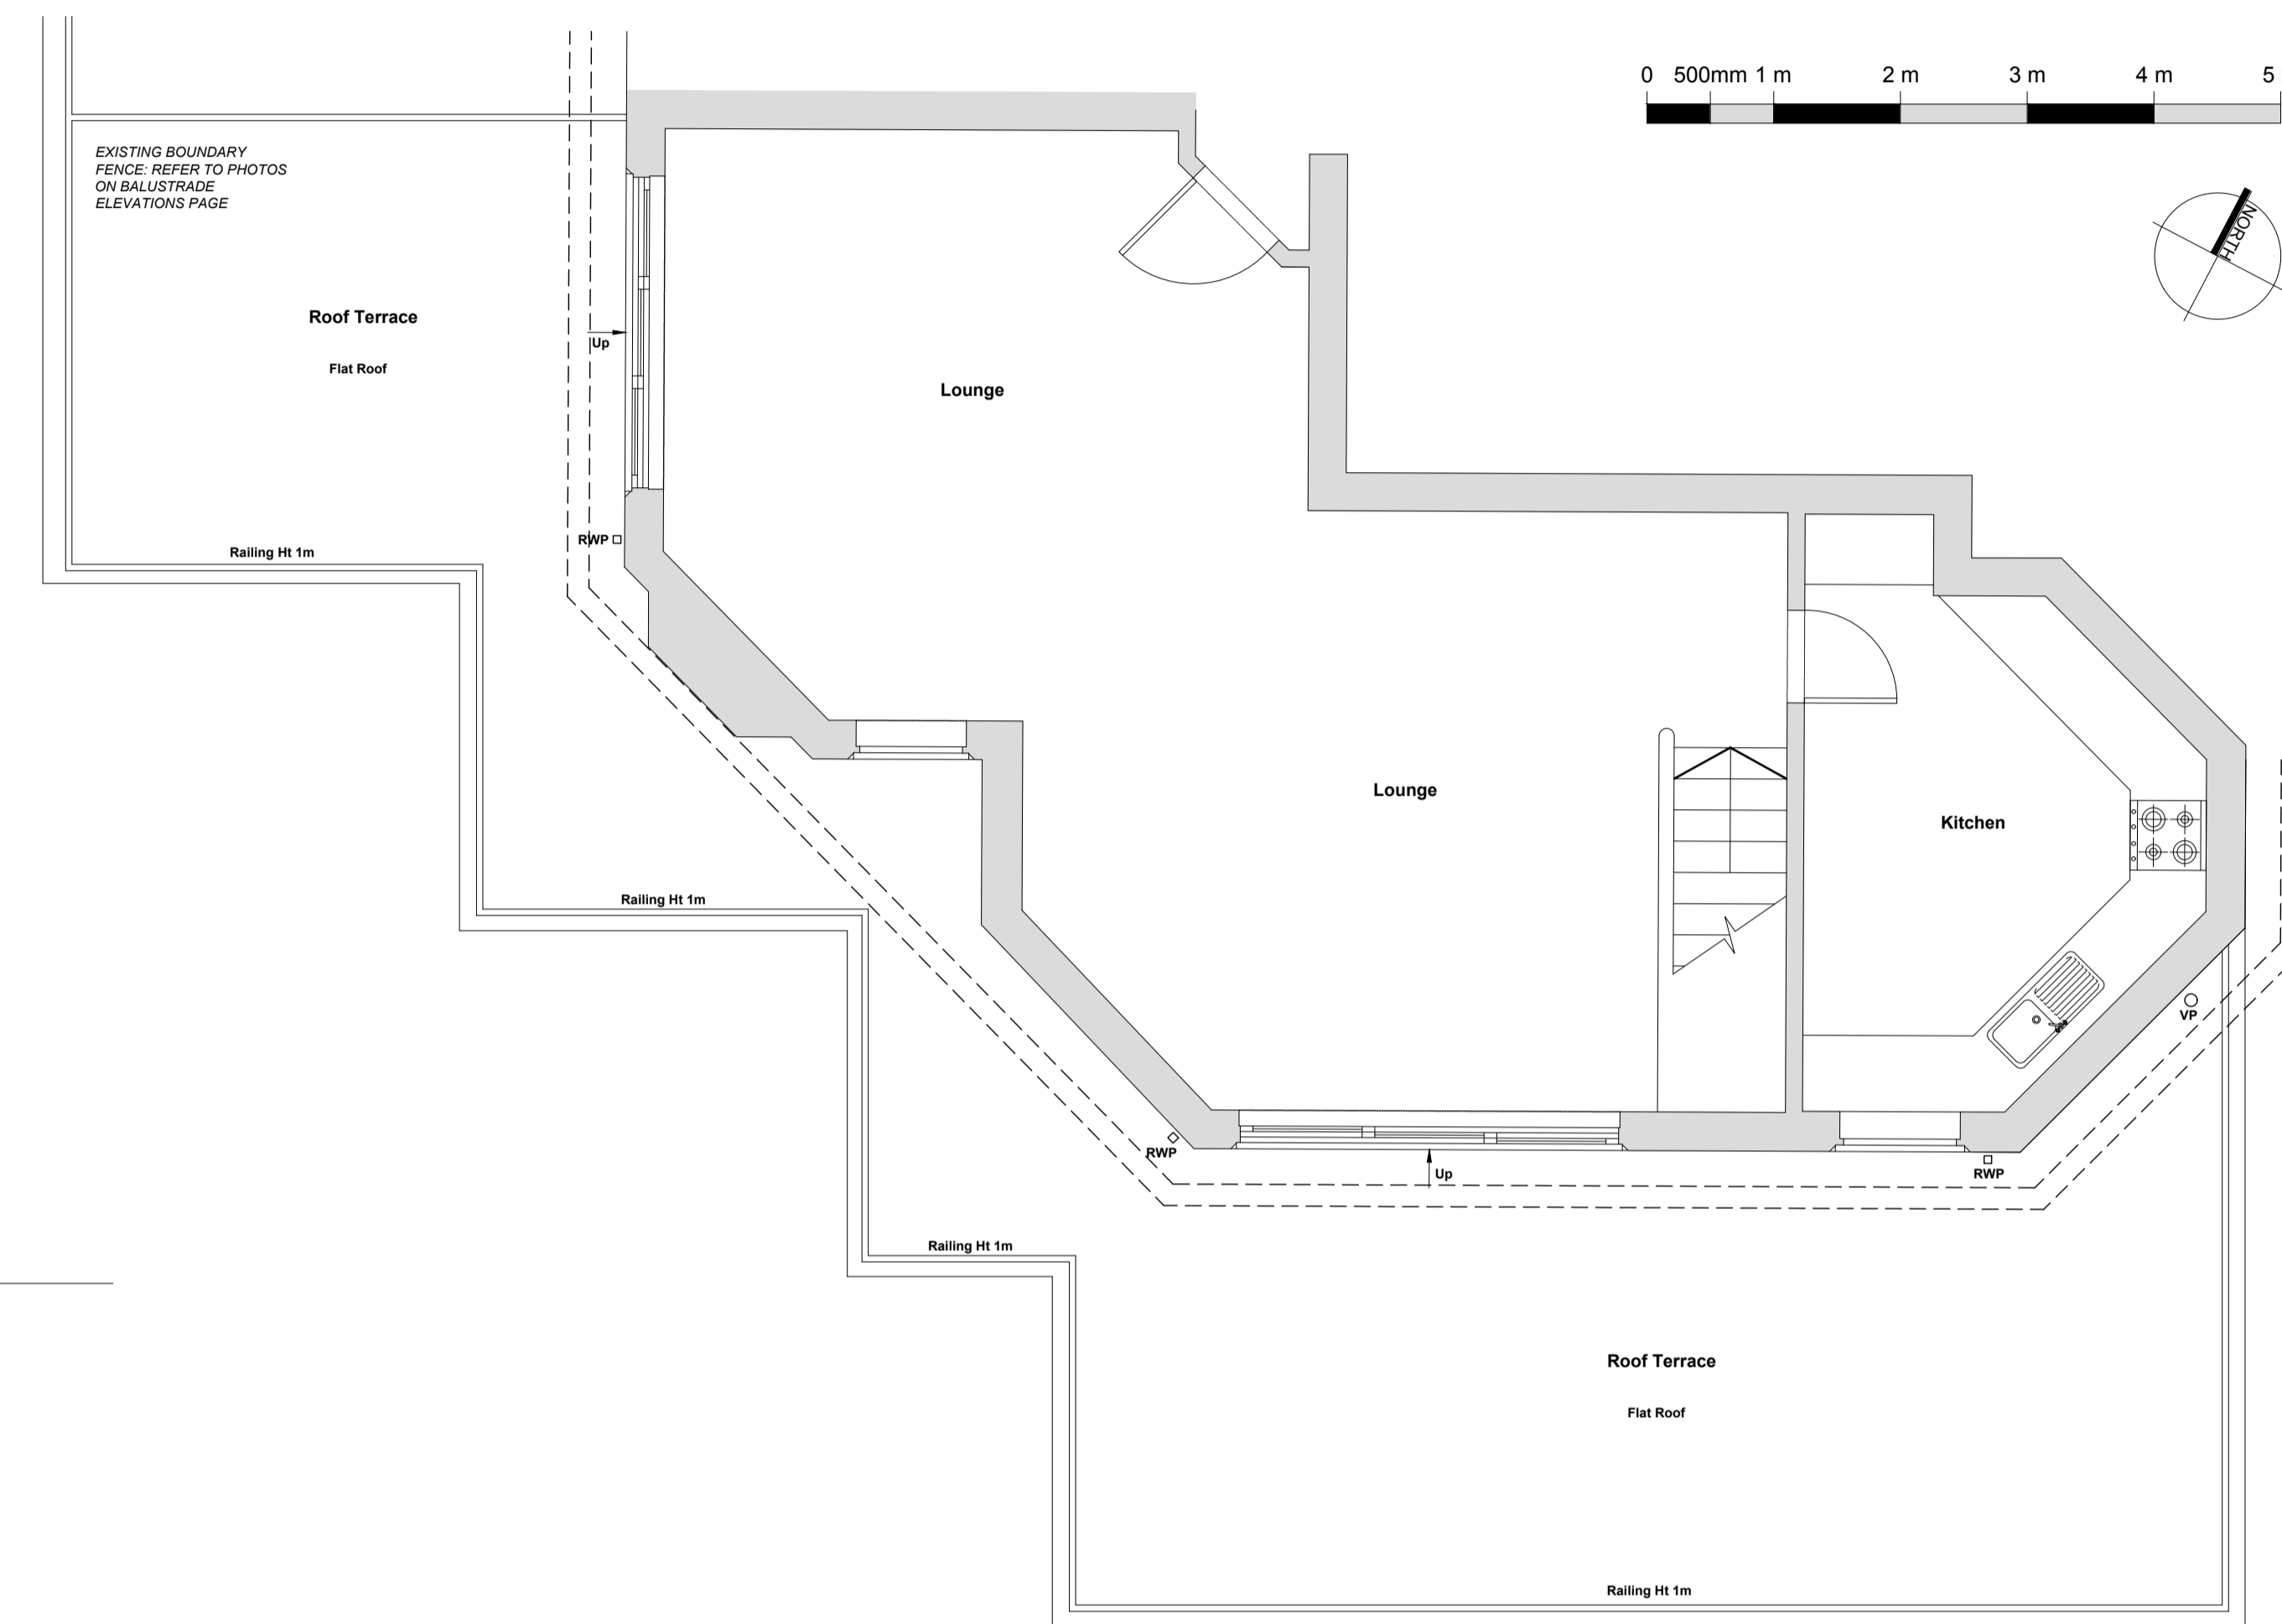 0 500mm 1 m 2 m 3 m 4 m 5
EXISTING BOUNDARY
FENCE: REFER TO PHOTOS
ON BALUSTRADE
ELEVATIONS PAGE
NORTH
Roof Terrace
Flat Roof
Up
Lounge
RWP
Railing Ht 1m
Lounge
Kitchen
Railing Ht 1m
VP
RWP
Up
RWP
Railing Ht 1m
Roof Terrace
Flat Roof
Railing Ht 1m